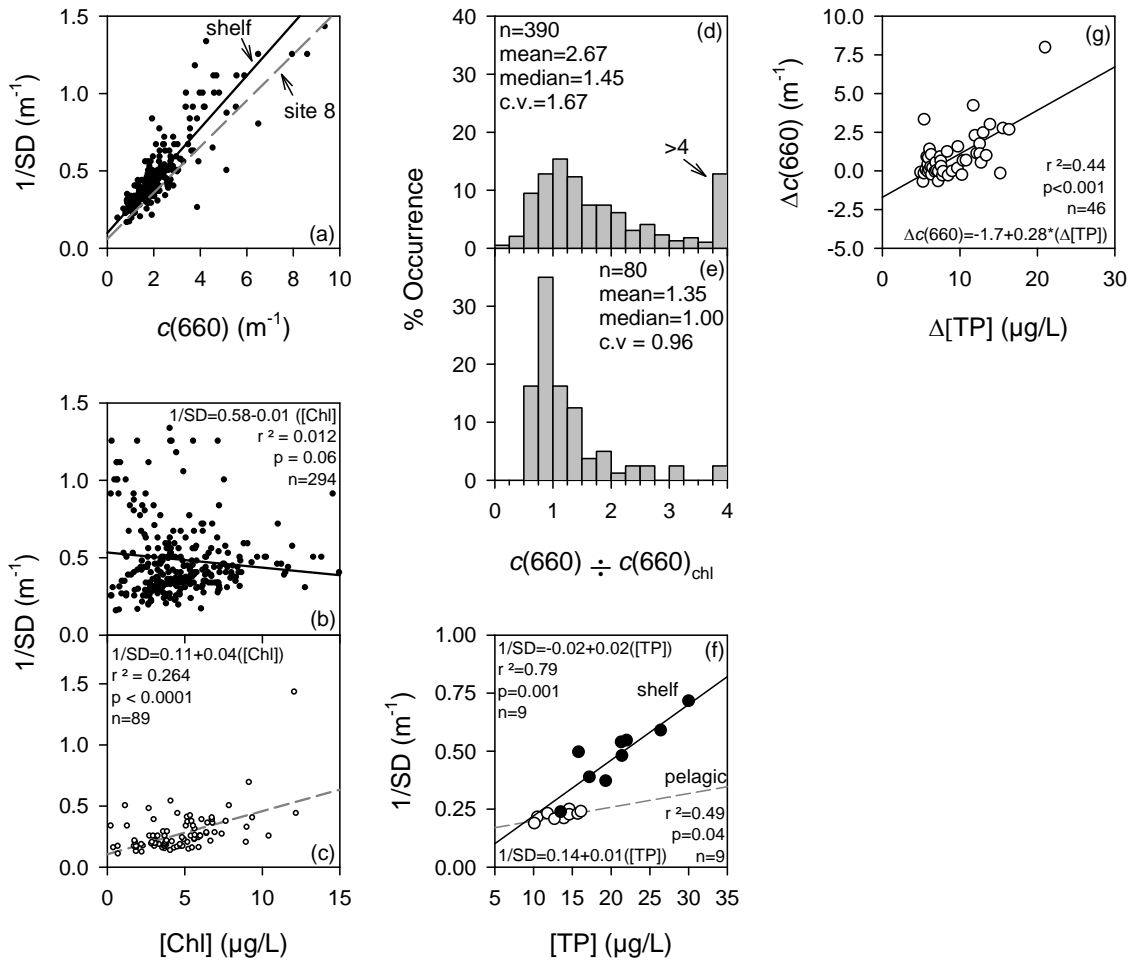 1.5
1.0
0.5
0.0
1/SD (m⁻¹)
shelf
site 8
(a)
0 2 4 6 8 10
c(660) (m⁻¹)
1.5
1.0
0.5
0.0
1/SD=0.58-0.01 ([Chl]
r ² = 0.012
p = 0.06
n=294
(b)
1/SD (m⁻¹)
1.5
1.0
0.5
0.0
1/SD=0.11+0.04([Chl])
r ² = 0.264
p < 0.0001
n=89
(c)
0 5 10 15
[Chl] (µg/L)
40
30
20
10
0
n=390
mean=2.67
median=1.45
c.v.=1.67
(d)
>4
% Occurrence
30
20
10
0
(e)
n=80
mean=1.35
median=1.00
c.v = 0.96
0 1 2 3 4
c(660) ÷ c(660)chl
1.00
0.75
0.50
0.25
0.00
1/SD (m⁻¹)
1/SD=-0.02+0.02([TP])
r ²=0.79
p=0.001
n=9
(f)
shelf
pelagic
r ²=0.49
p=0.04
n=9
1/SD=0.14+0.01([TP])
5 10 15 20 25 30 35
[TP] (µg/L)
10.0
7.5
5.0
2.5
0.0
-2.5
-5.0
Δc(660) (m⁻¹)
(g)
r ²=0.44
p<0.001
n=46
Δc(660)=-1.7+0.28*(Δ[TP])
0 10 20 30
Δ[TP] (µg/L)